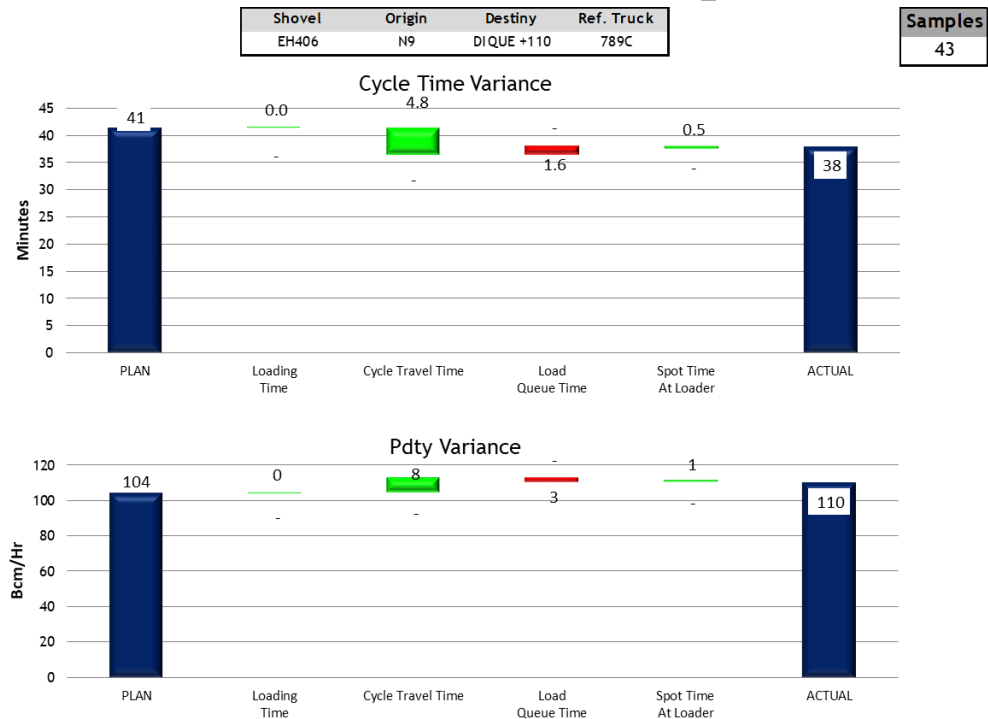 Shovel Origin Destiny Ref. Truck
EH406 N9 DIQUE +110 789C
Samples
43
Cycle Time Variance
45
40
35
30
25
20
15
10
5
0
Minutes
41
0.0
-
4.8
-
-
1.6
0.5
-
38
PLAN
Loading
Time
Cycle Travel Time
Load
Queue Time
Spot Time
At Loader
ACTUAL
Pdty Variance
120
100
80
60
40
20
0
Bcm/Hr
104
0
-
8
-
-
3
1
-
110
PLAN
Loading
Time
Cycle Travel Time
Load
Queue Time
Spot Time
At Loader
ACTUAL